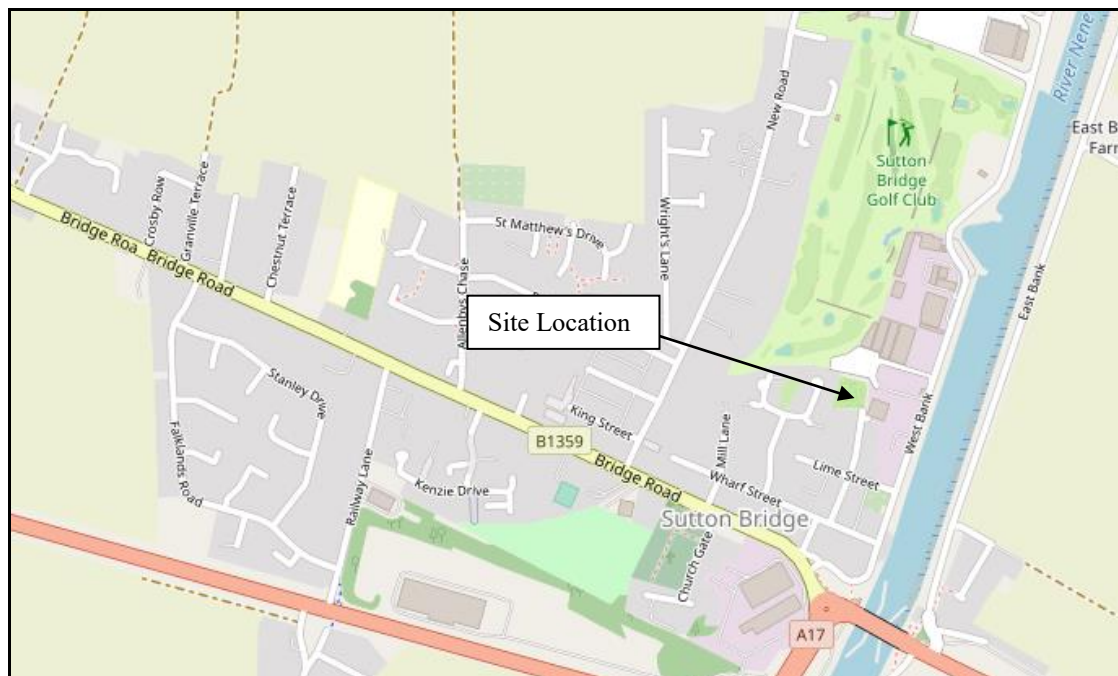 River Nene
New Road
East B
Farr
Sutton
Bridge
Golf Club
Crosby Row
Granville Terrace
Chestnut Terrace
Wright's Lane
St Matthew's Drive
Bridge Roa
Bridge Road
Allenbys Chase
East Bank
Site Location
Stanley Drive
King Street
B1359
Mill Lane
West Bank
Falklands Road
Bridge Road
Lime Street
Wharf Street
Railway Lane
Kenzie Drive
Sutton Bridge
Church Gate
A17